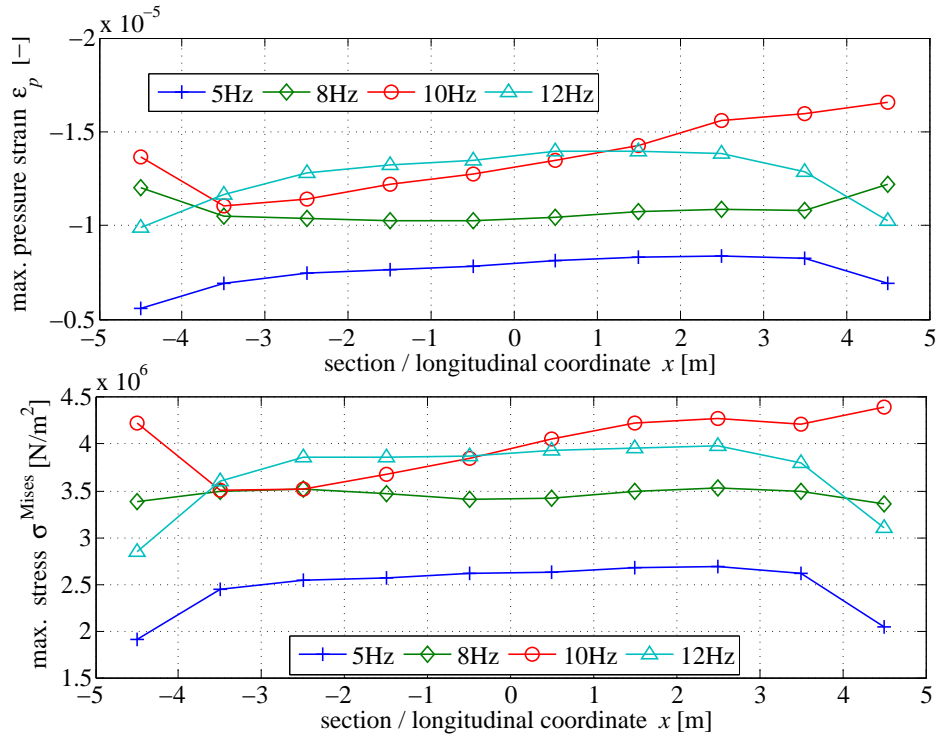 x 10⁻⁵
max. pressure strain ε_p [−]
−2
−1.5
−1
−0.5
5Hz 8Hz 10Hz 12Hz
−5 −4 −3 −2 −1 0 1 2 3 4 5
section / longitudinal coordinate x [m]
x 10⁶
max. stress σ^Mises [N/m²]
4.5
4
3.5
3
2.5
2
1.5
5Hz 8Hz 10Hz 12Hz
−5 −4 −3 −2 −1 0 1 2 3 4 5
section / longitudinal coordinate x [m]